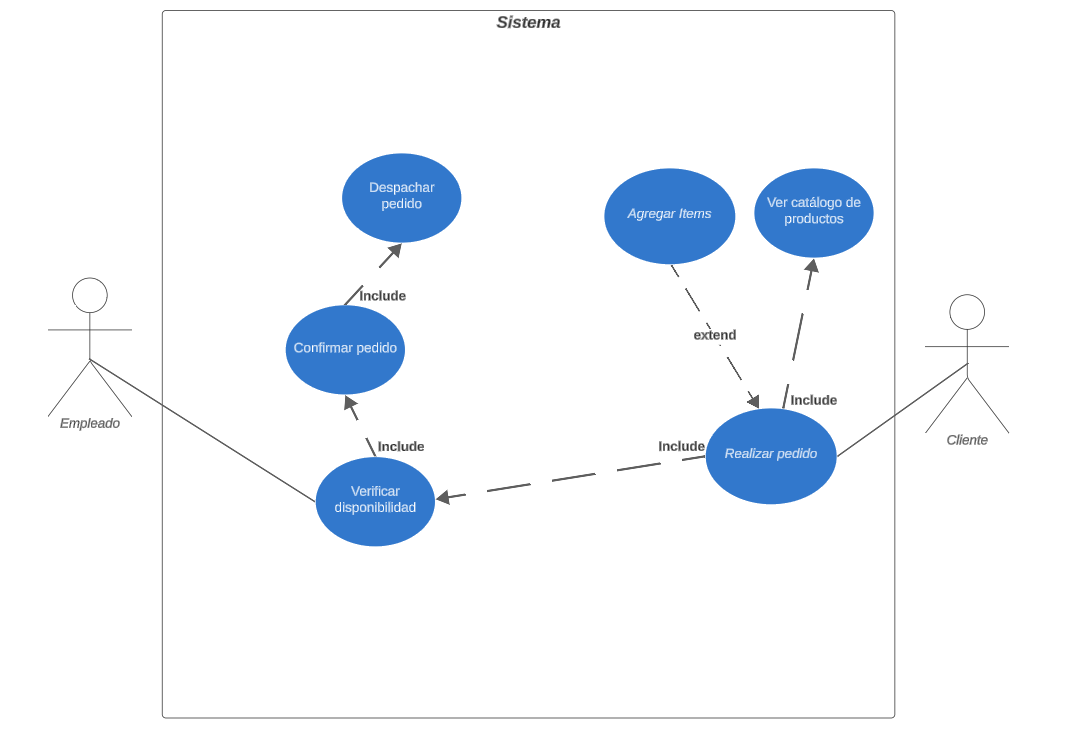 Sistema
Despachar
pedido
Agregar Items
Ver catálogo de
productos
Include
extend
Confirmar pedido
Include
Empleado
Include
Include
Realizar pedido
Cliente
Verificar
disponibilidad